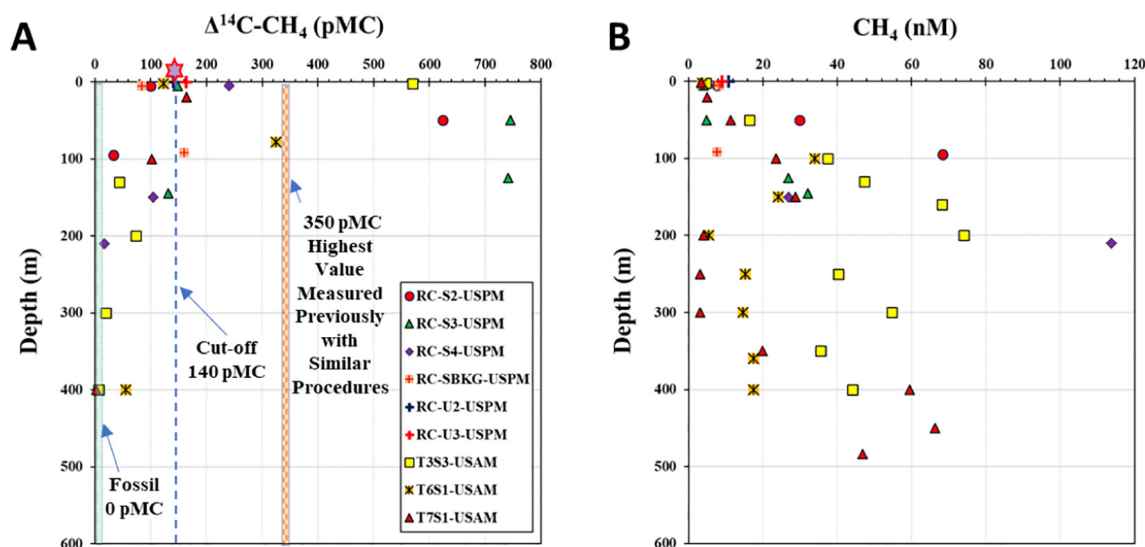 A
Δ¹⁴C-CH₄ (pMC)
0 100 200 300 400 500 600 700 800
0
100
200
300
400
500
600
Depth (m)
350 pMC
Highest
Value
Measured
Previously
with
Similar
Procedures
Cut-off
140 pMC
Fossil
0 pMC
RC-S2-USPM
RC-S3-USPM
RC-S4-USPM
RC-SBKG-USPM
RC-U2-USPM
RC-U3-USPM
T3S3-USAM
T6S1-USAM
T7S1-USAM
B
CH₄ (nM)
0 20 40 60 80 100 120
0
100
200
300
400
500
600
Depth (m)